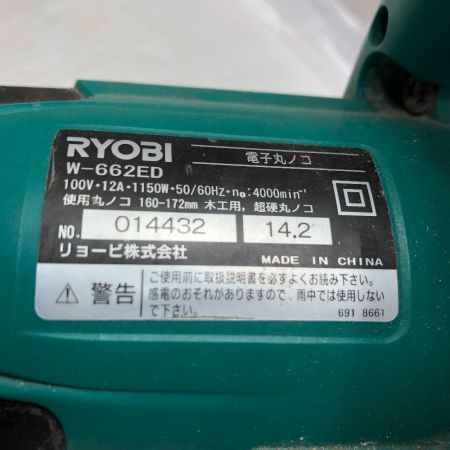 RYOBI 電子丸ノコ
W-662ED
100V・12A・1150W・50/60Hz・n₀:4000min⁻¹
使用丸ノコ 160-172mm 木工用, 超硬丸ノコ
NO. 014432 14.2
リョービ株式会社 MADE IN CHINA
警告
ご使用前に取扱説明書を必ずよくお読み下さい。
感電のおそれがありますので、雨中では使用しない
で下さい。
691 8661